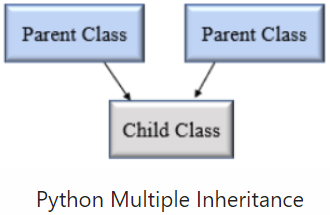 Parent Class
Parent Class
Child Class
Python Multiple Inheritance